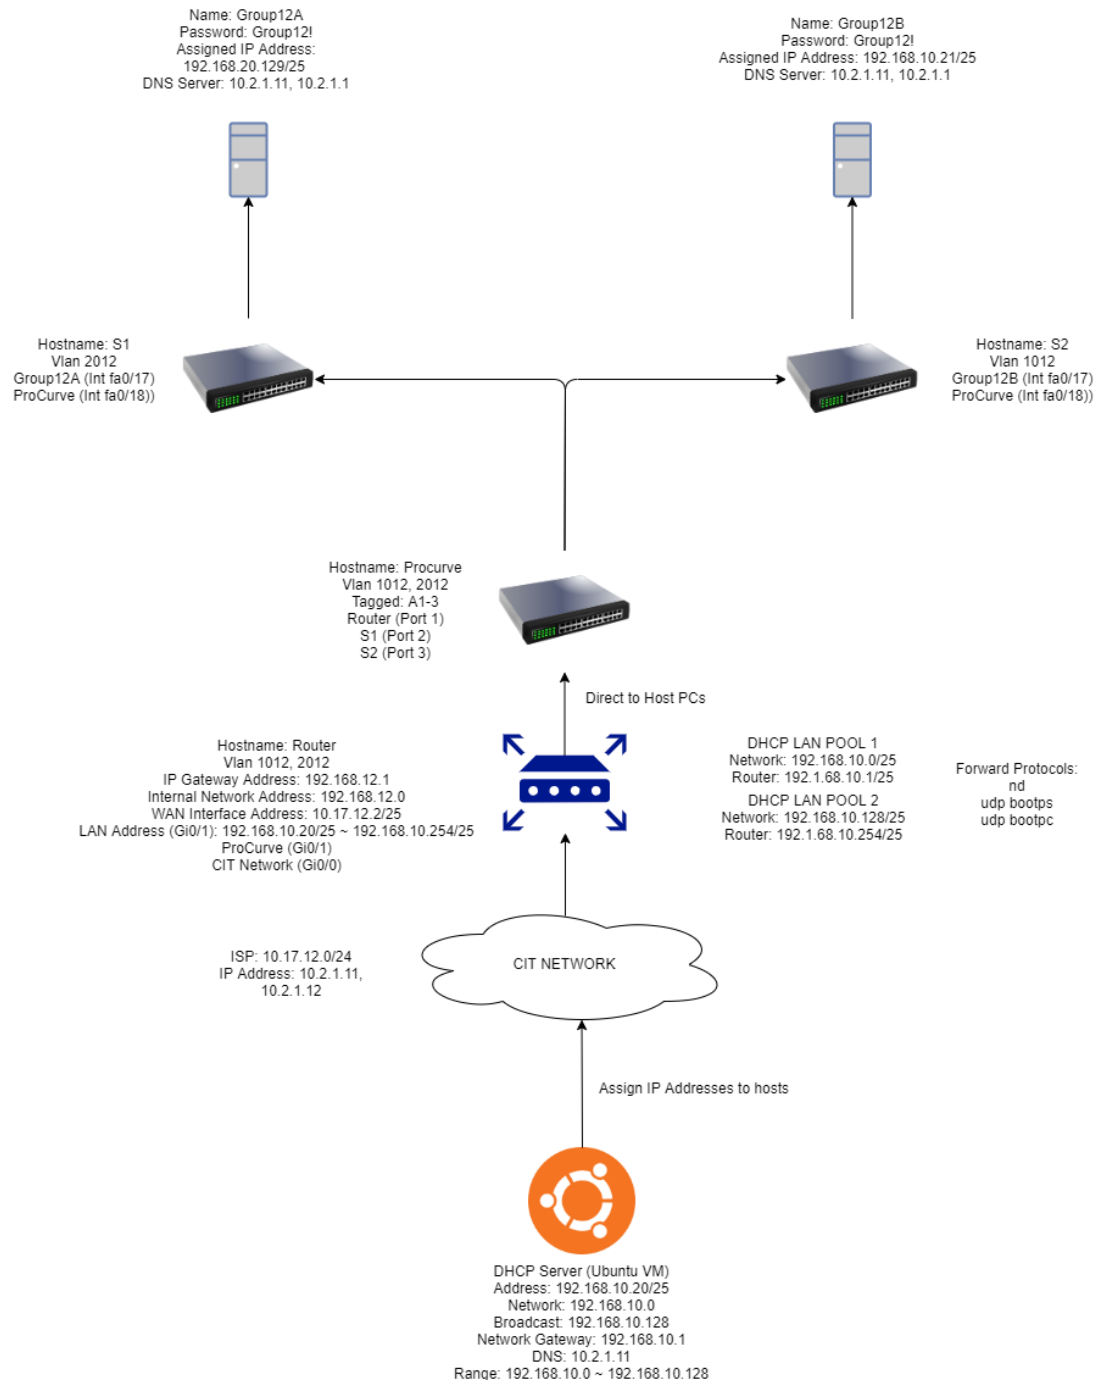 Name: Group12A
Password: Group12!
Assigned IP Address:
192.168.20.129/25
DNS Server: 10.2.1.11, 10.2.1.1
Name: Group12B
Password: Group12!
Assigned IP Address: 192.168.10.21/25
DNS Server: 10.2.1.11, 10.2.1.1
Hostname: S1
Vlan 2012
Group12A (Int fa0/17)
ProCurve (Int fa0/18))
Hostname: S2
Vlan 1012
Group12B (Int fa0/17)
ProCurve (Int fa0/18))
Hostname: Procurve
Vlan 1012, 2012
Tagged: A1-3
Router (Port 1)
S1 (Port 2)
S2 (Port 3)
Direct to Host PCs
Hostname: Router
Vlan 1012, 2012
IP Gateway Address: 192.168.12.1
Internal Network Address: 192.168.12.0
WAN Interface Address: 10.17.12.2/25
LAN Address (Gi0/1): 192.168.10.20/25 ~ 192.168.10.254/25
ProCurve (Gi0/1)
CIT Network (Gi0/0)
DHCP LAN POOL 1
Network: 192.168.10.0/25
Router: 192.1.68.10.1/25
DHCP LAN POOL 2
Network: 192.168.10.128/25
Router: 192.1.68.10.254/25
Forward Protocols:
nd
udp bootps
udp bootpc
ISP: 10.17.12.0/24
IP Address: 10.2.1.11,
10.2.1.12
CIT NETWORK
Assign IP Addresses to hosts
DHCP Server (Ubuntu VM)
Address: 192.168.10.20/25
Network: 192.168.10.0
Broadcast: 192.168.10.128
Network Gateway: 192.168.10.1
DNS: 10.2.1.11
Range: 192.168.10.0 ~ 192.168.10.128